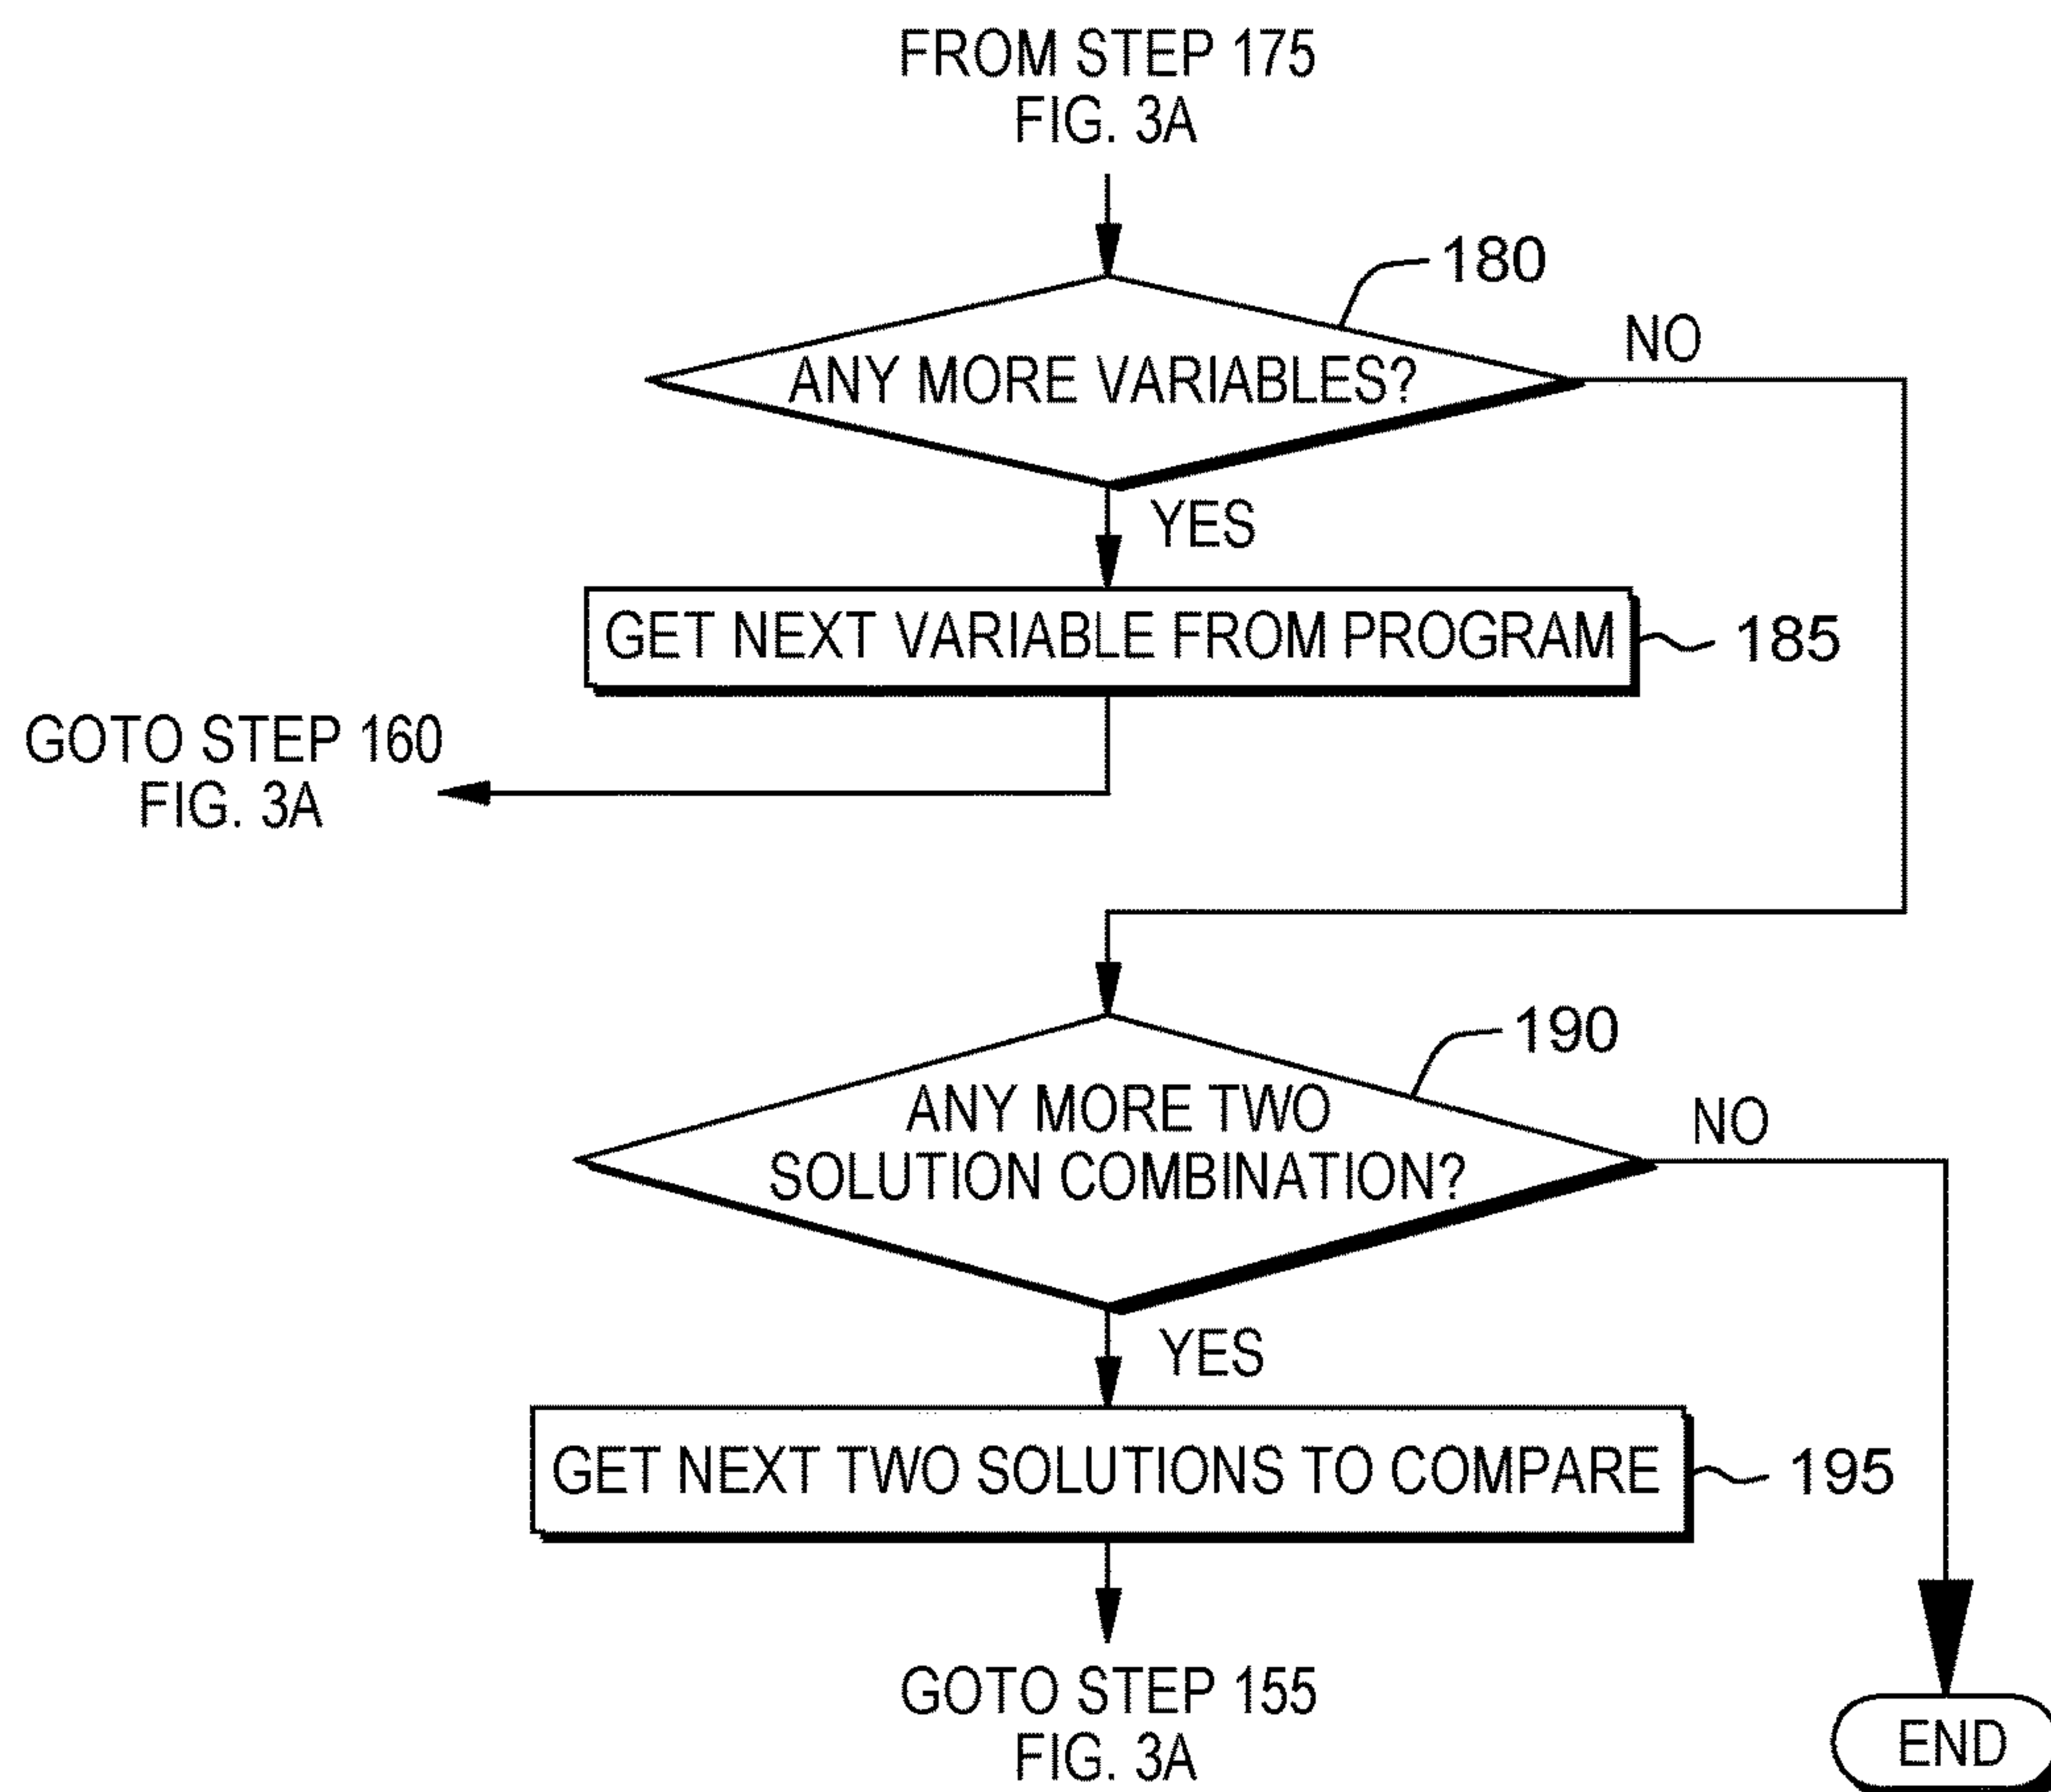 FROM STEP 175
FIG. 3A
180
NO
ANY MORE VARIABLES?
YES
GET NEXT VARIABLE FROM PROGRAM
185
GOTO STEP 160
FIG. 3A
190
ANY MORE TWO
SOLUTION COMBINATION?
NO
YES
GET NEXT TWO SOLUTIONS TO COMPARE
195
GOTO STEP 155
FIG. 3A
END